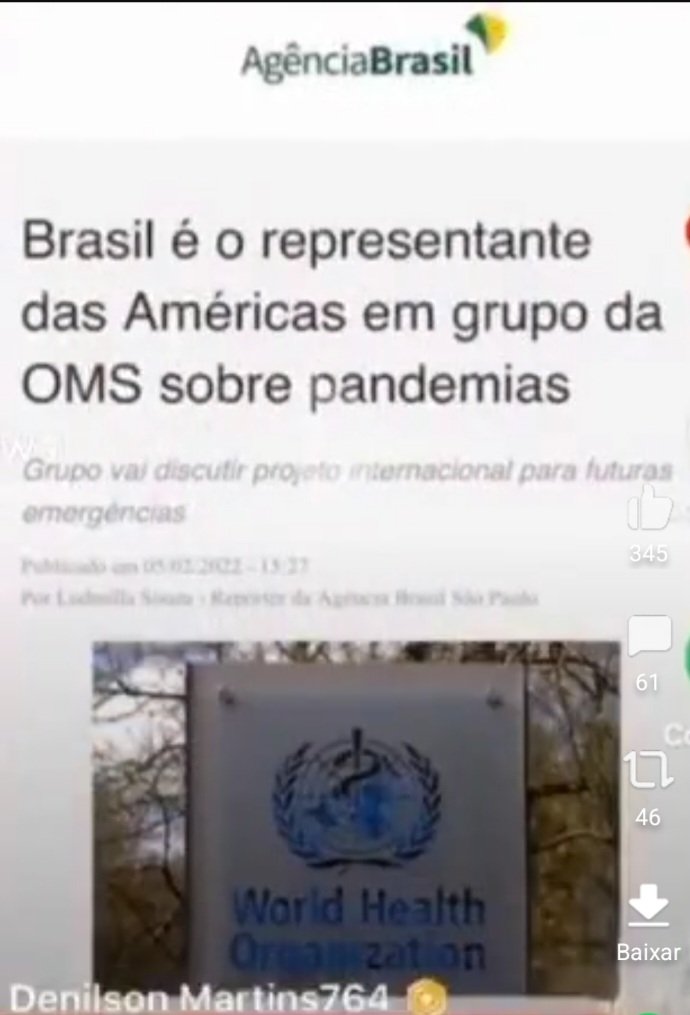 AgênciaBrasil
Brasil é o representante
das Américas em grupo da
OMS sobre pandemias
Grupo vai discutir projeto internacional para futuras
emergências
345
Publicado em 05/02/2022 - 13:27
Por Ludmilla Souza - Repórter da Agência Brasil São Paulo
61
46
World Health
Organization
Baixar
Denilson Martins764